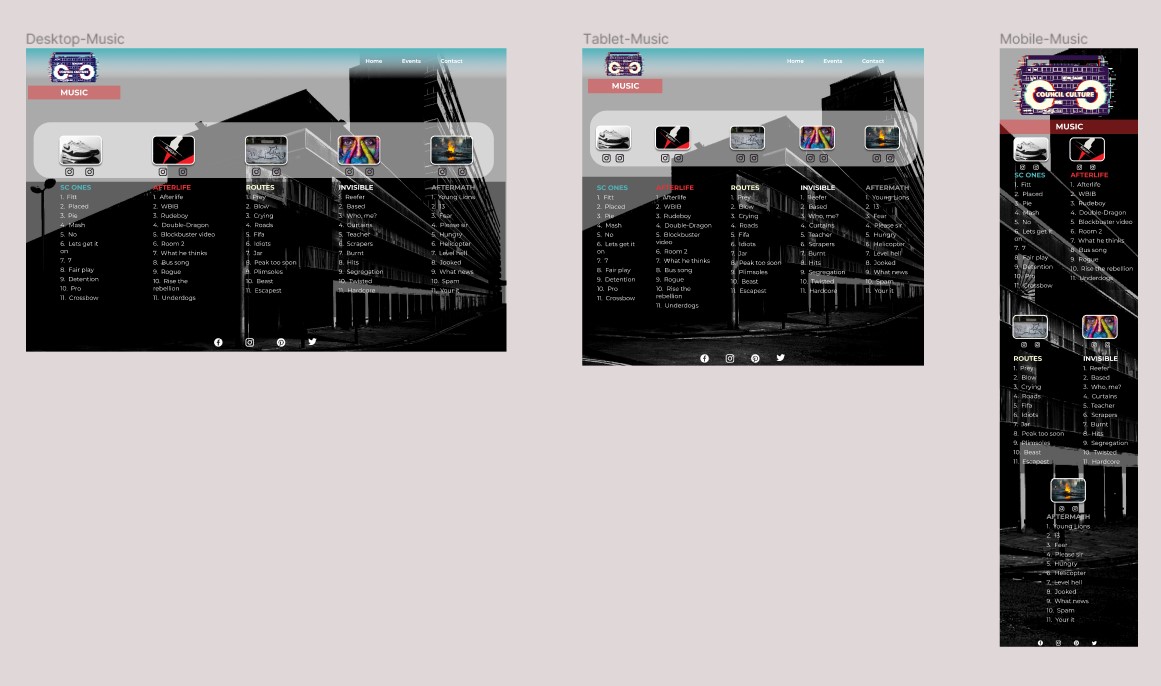 Desktop-Music
COUNCIL CULTURE
Home Events Contact
MUSIC
SC ONES
1. Fitt
2. Placed
3. Pie
4. Mash
5. No
6. Lets get it
on
7. 7
8. Fair play
9. Detention
10. Pro
11. Crossbow
AFTERLIFE
1. Afterlife
2. WBIB
3. Rudeboy
4. Double-Dragon
5. Blockbuster video
6. Room 2
7. What he thinks
8. Bus song
9. Rogue
10. Rise the
rebellion
11. Underdogs
ROUTES
1. Prey
2. Blow
3. Crying
4. Roads
5. Fifa
6. Idiots
7. Jar
8. Peak too soon
9. Plimsoles
10. Beast
11. Escapest
INVISIBLE
1. Reefer
2. Based
3. Who, me?
4. Curtains
5. Teacher
6. Scrapers
7. Burnt
8. Hits
9. Segregation
10. Twisted
11. Hardcore
AFTERMATH
1. Young Lions
2. 13
3. Fear
4. Please sir
5. Hungry
6. Helicopter
7. Level hell
8. Jooked
9. What news
10. Spam
11. Your it
Tablet-Music
COUNCIL CULTURE
Home Events Contact
MUSIC
SC ONES
1. Fitt
2. Placed
3. Pie
4. Mash
5. No
6. Lets get it
on
7. 7
8. Fair play
9. Detention
10. Pro
11. Crossbow
AFTERLIFE
1. Afterlife
2. WBIB
3. Rudeboy
4. Double-Dragon
5. Blockbuster
video
6. Room 2
7. What he thinks
8. Bus song
9. Rogue
10. Rise the
rebellion
11. Underdogs
ROUTES
1. Prey
2. Blow
3. Crying
4. Roads
5. Fifa
6. Idiots
7. Jar
8. Peak too soon
9. Plimsoles
10. Beast
11. Escapest
INVISIBLE
1. Reefer
2. Based
3. Who, me?
4. Curtains
5. Teacher
6. Scrapers
7. Burnt
8. Hits
9. Segregation
10. Twisted
11. Hardcore
AFTERMATH
1. Young Lions
2. 13
3. Fear
4. Please sir
5. Hungry
6. Helicopter
7. Level hell
8. Jooked
9. What news
10. Spam
11. Your it
Mobile-Music
COUNCIL CULTURE
MUSIC
SC ONES
1. Fitt
2. Placed
3. Pie
4. Mash
5. No
6. Lets get it
on
7. 7
8. Fair play
9. Detention
10. Pro
11. Crossbow
AFTERLIFE
1. Afterlife
2. WBIB
3. Rudeboy
4. Double-Dragon
5. Blockbuster video
6. Room 2
7. What he thinks
8. Bus song
9. Rogue
10. Rise the rebellion
11. Underdogs
ROUTES
1. Prey
2. Blow
3. Crying
4. Roads
5. Fifa
6. Idiots
7. Jar
8. Peak too soon
9. Plimsoles
10. Beast
11. Escapest
INVISIBLE
1. Reefer
2. Based
3. Who, me?
4. Curtains
5. Teacher
6. Scrapers
7. Burnt
8. Hits
9. Segregation
10. Twisted
11. Hardcore
AFTERMATH
1. Young Lions
2. 13
3. Fear
4. Please sir
5. Hungry
6. Helicopter
7. Level hell
8. Jooked
9. What news
10. Spam
11. Your it